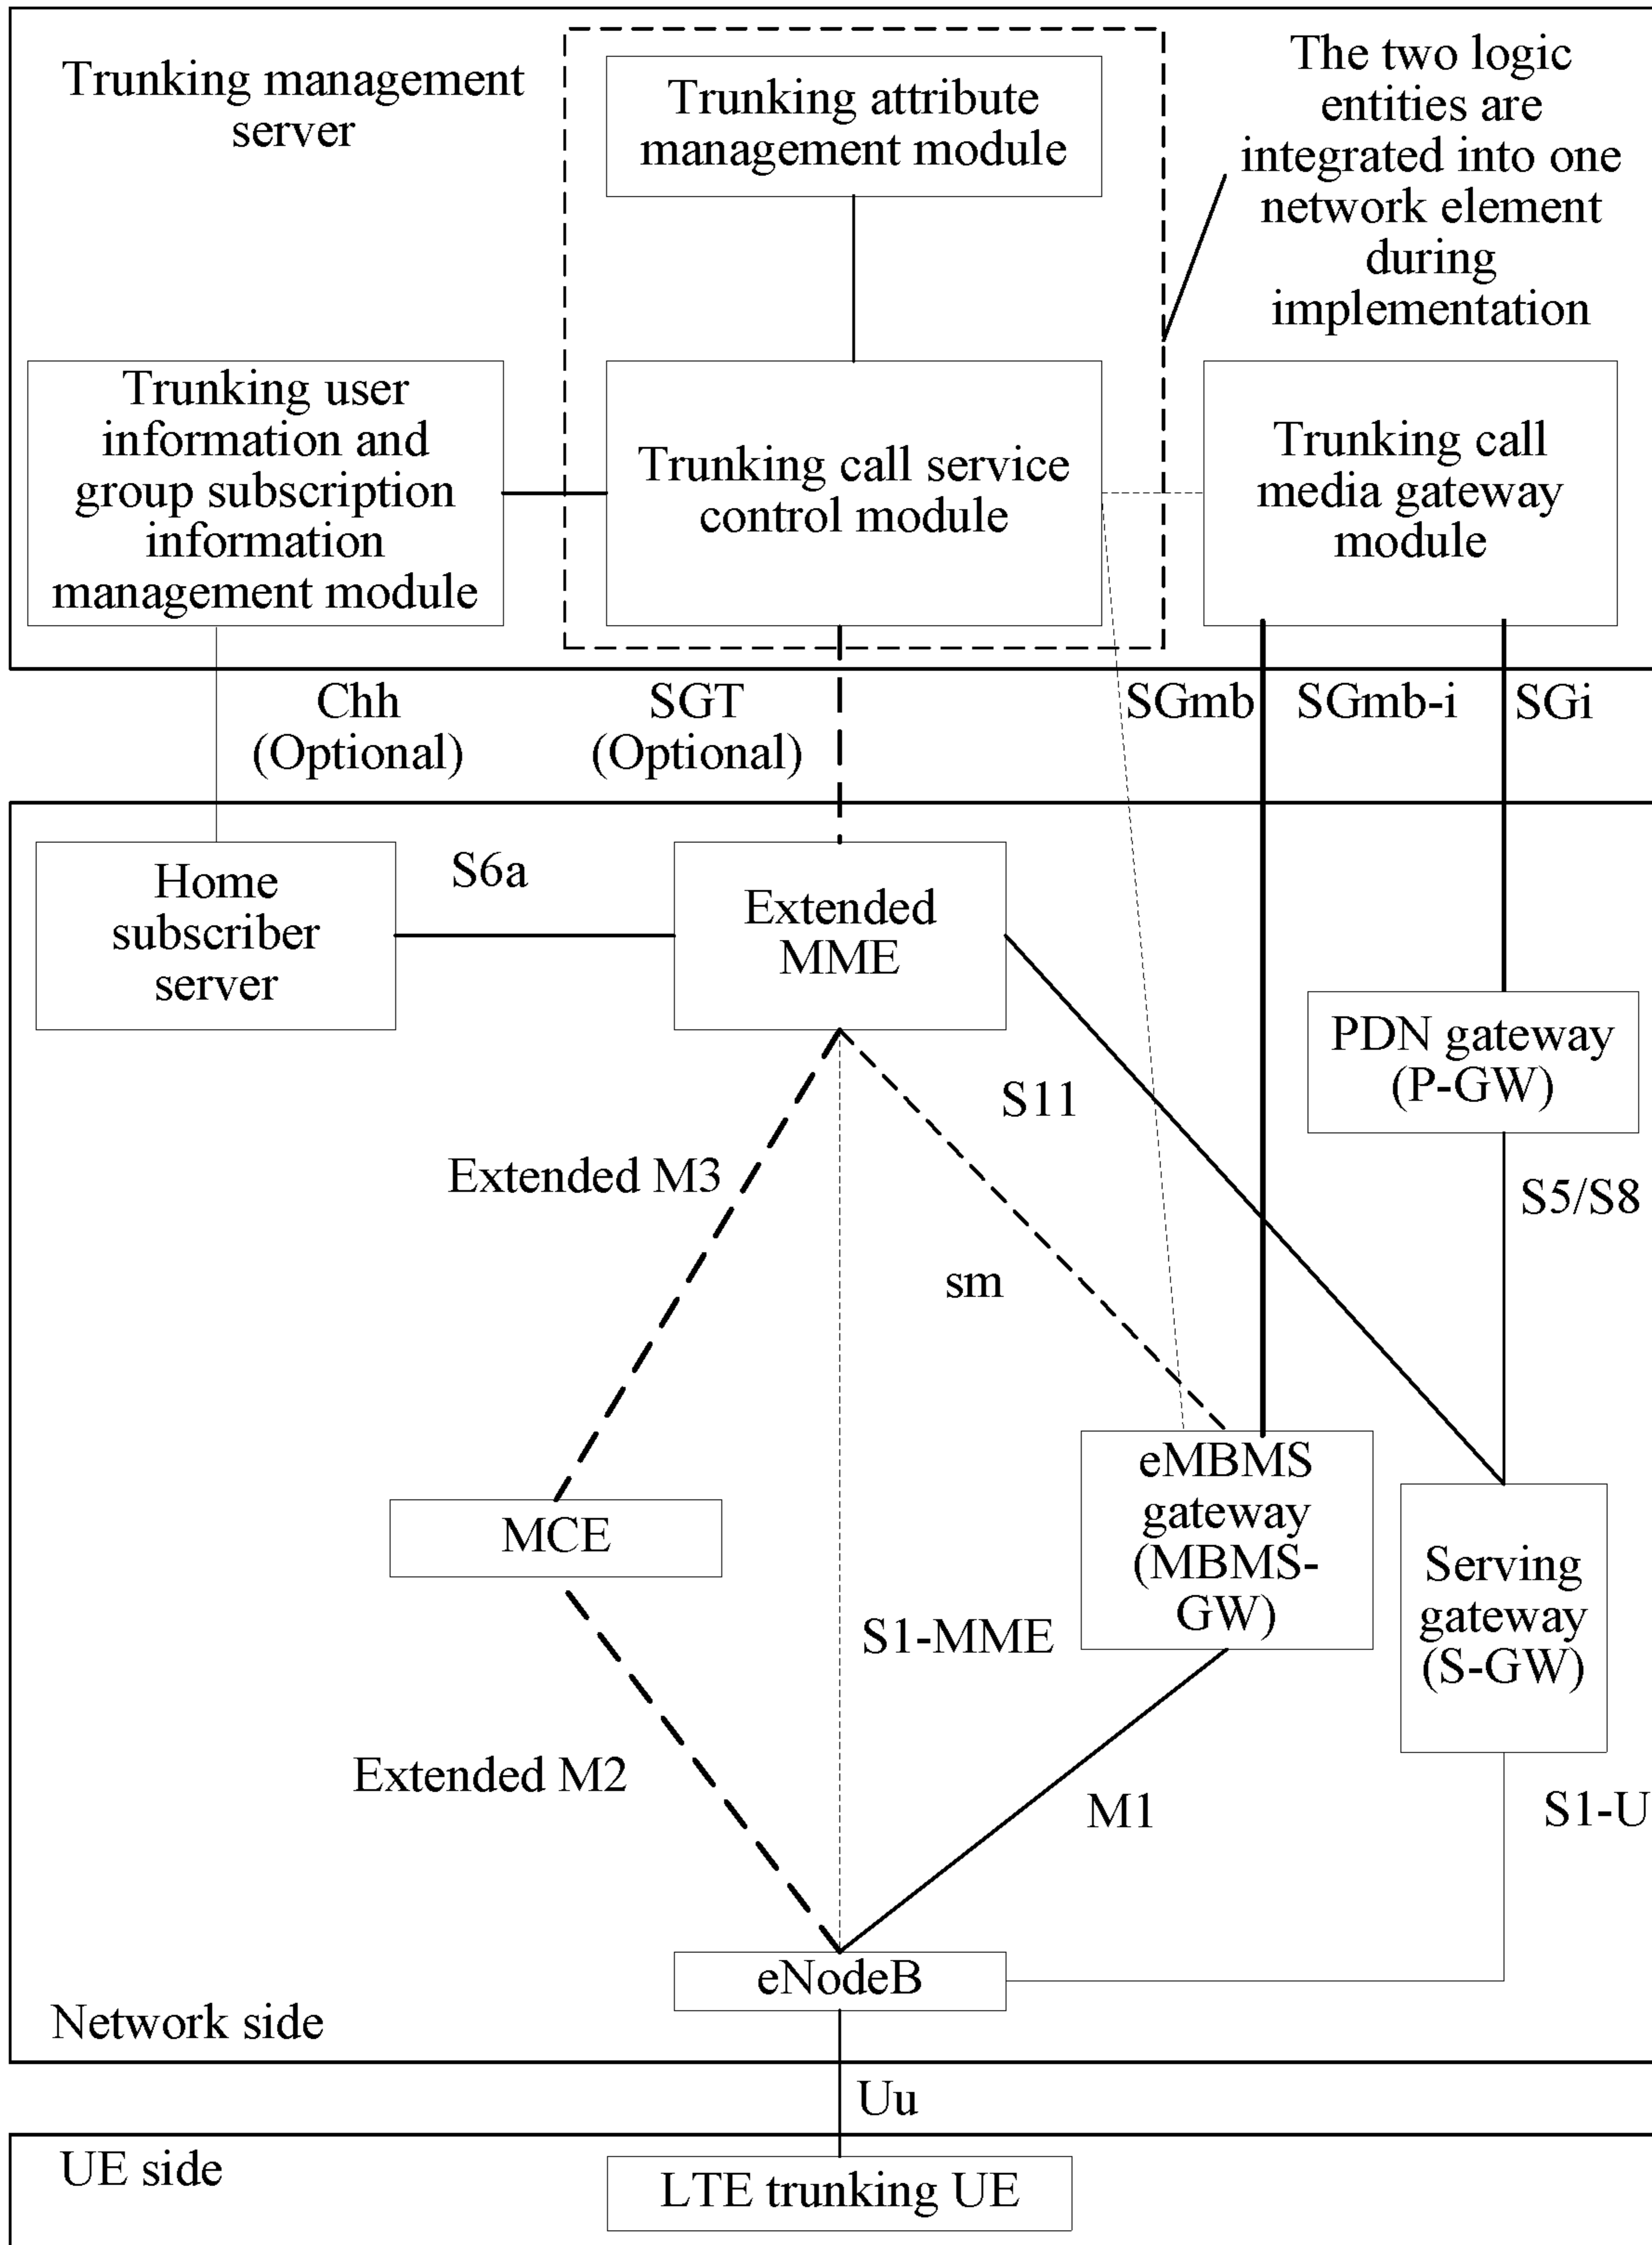 Trunking management
server
Trunking attribute
management module
The two logic
entities are
integrated into one
network element
during
implementation
Trunking user
information and
group subscription
information
management module
Trunking call service
control module
Trunking call
media gateway
module
Chh
(Optional)
SGT
(Optional)
SGmb
SGmb-i
SGi
Home
subscriber
server
S6a
Extended
MME
PDN gateway
(P-GW)
S11
Extended M3
S5/S8
sm
eMBMS
gateway
(MBMS-
GW)
MCE
Serving
gateway
(S-GW)
S1-MME
Extended M2
M1
S1-U
eNodeB
Network side
Uu
UE side
LTE trunking UE